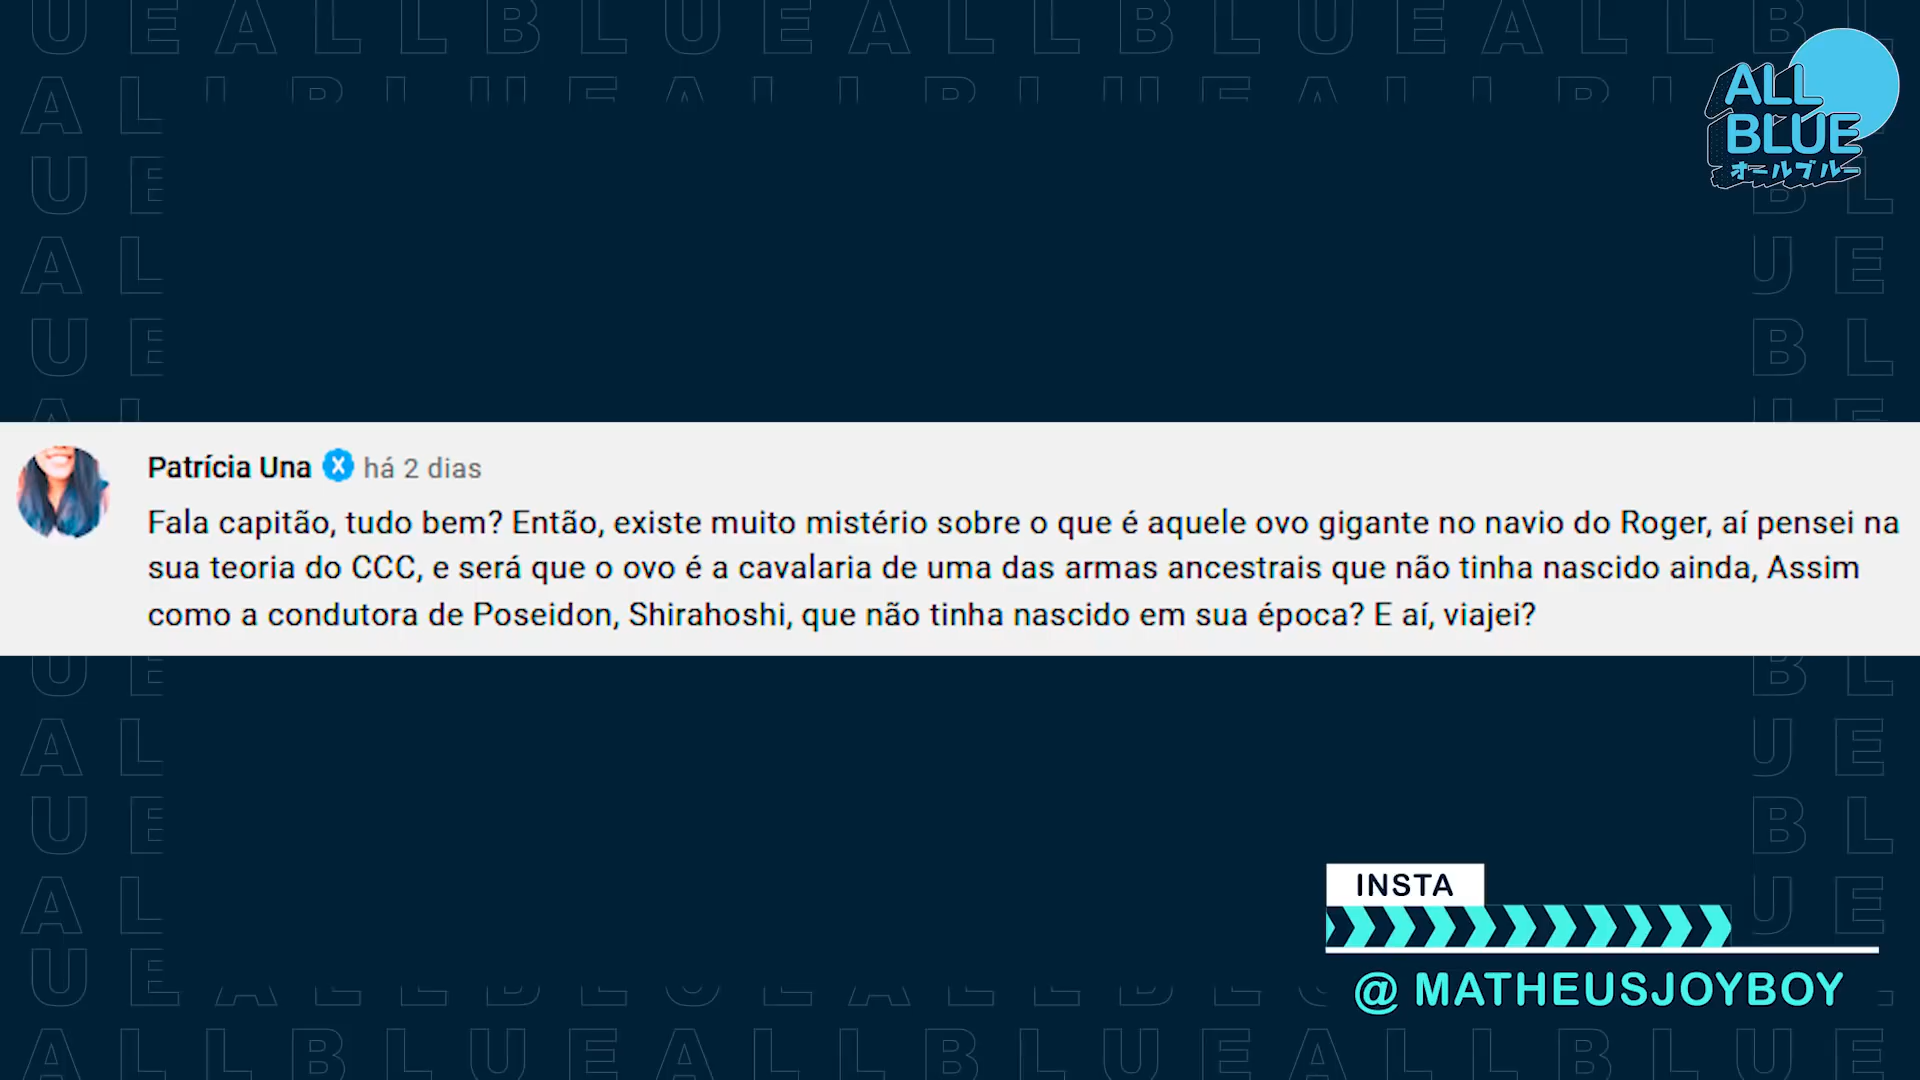 ALL
BLUE
オールブルー
Patrícia Una há 2 dias
Fala capitão, tudo bem? Então, existe muito mistério sobre o que é aquele ovo gigante no navio do Roger, aí pensei na
sua teoria do CCC, e será que o ovo é a cavalaria de uma das armas ancestrais que não tinha nascido ainda, Assim
como a condutora de Poseidon, Shirahoshi, que não tinha nascido em sua época? E aí, viajei?
INSTA
@ MATHEUSJOYBOY